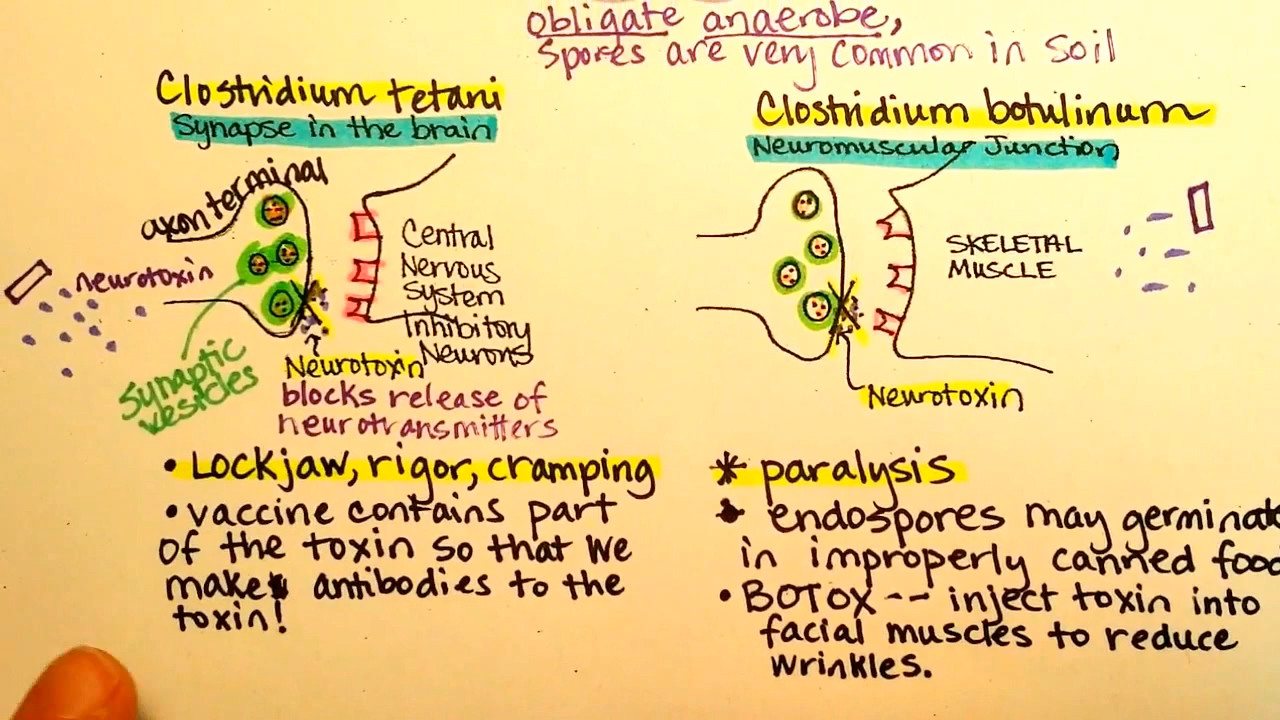 obligate anaerobe,
Spores are very common in soil
Clostridium tetani
Synapse in the brain
axon terminal
neurotoxin
Central
Nervous
System
Inhibitory
Neurons
Synaptic
vesicles
Neurotoxin
blocks release of
neurotransmitters
• Lockjaw, rigor, cramping
• vaccine contains part
of the toxin so that we
make antibodies to the
toxin!
Clostridium botulinum
Neuromuscular Junction
SKELETAL
MUSCLE
Neurotoxin
* paralysis
endospores may germinat
in improperly canned food
• BOTOX -- inject toxin into
facial muscles to reduce
wrinkles.